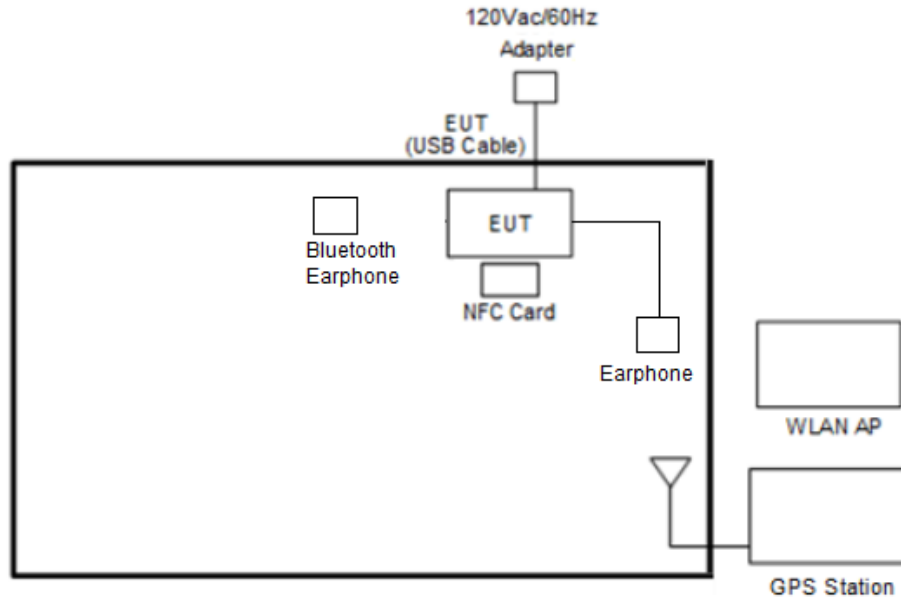 120Vac/60Hz
Adapter
EUT
(USB Cable)
EUT
Bluetooth
Earphone
NFC Card
Earphone
WLAN AP
GPS Station